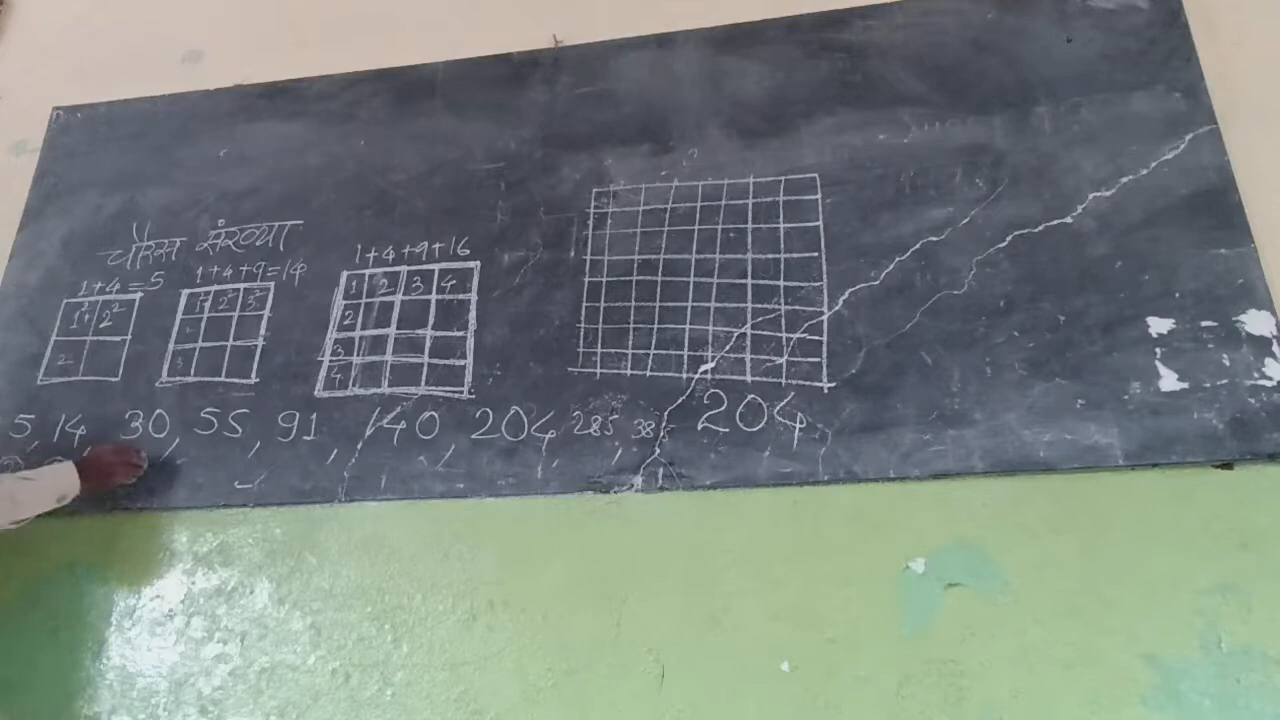 चौरस संख्या
1+4=5
1+4+9=14
1+4+9+16
1²+ 2²
2
1² 2² 3²
2
3
1 2 3 4
2
3
4
5, 14, 30, 55, 91, 140, 204, 285, 385
204